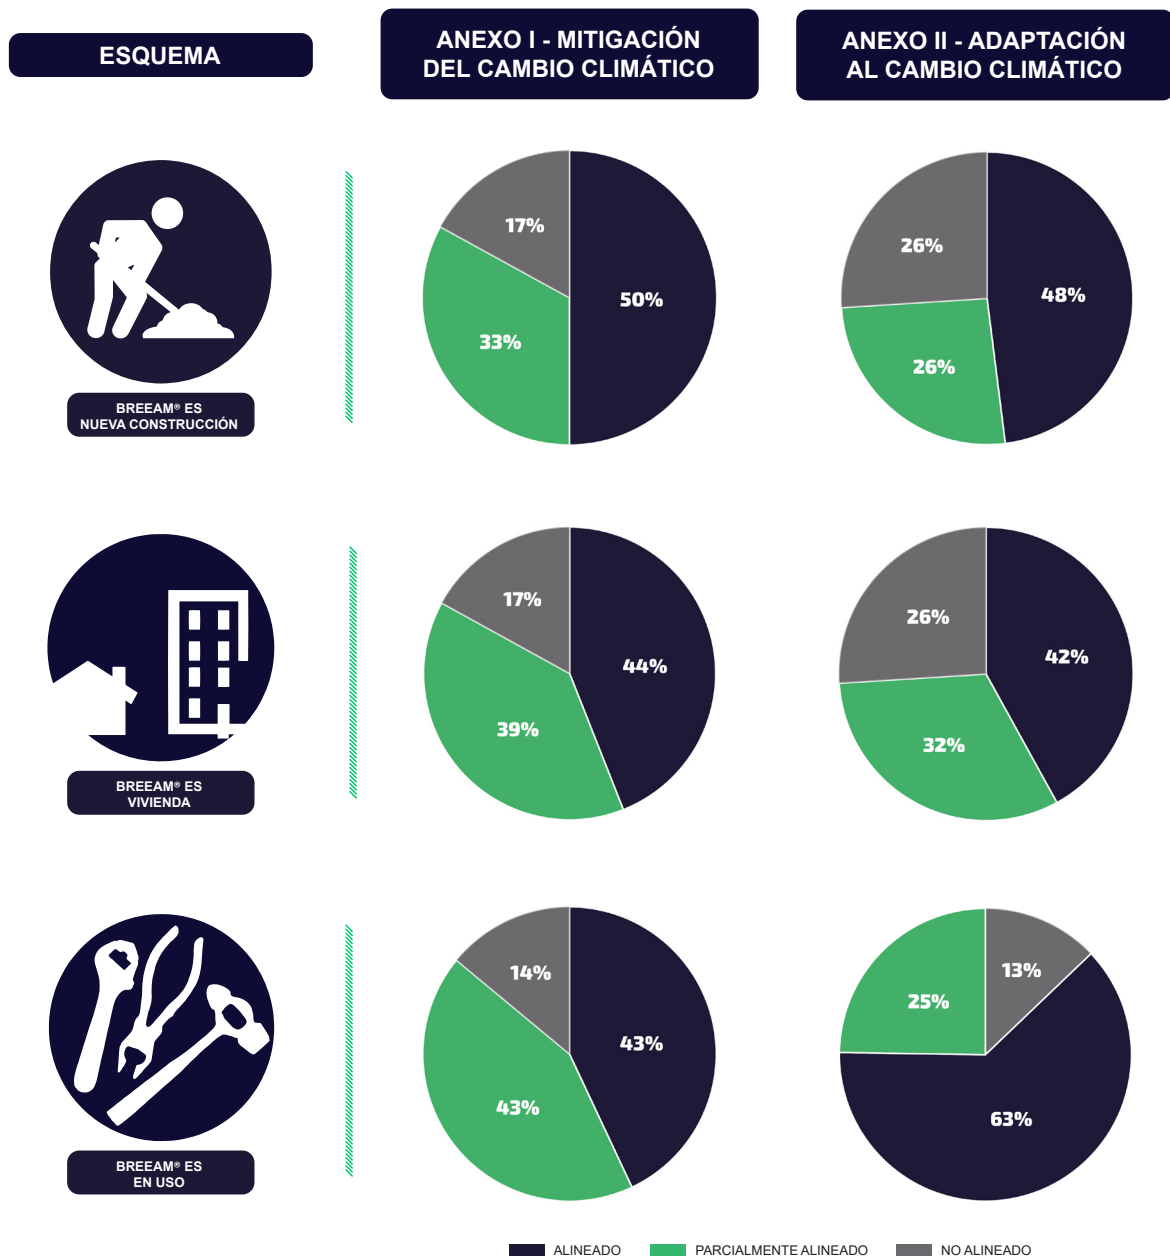 ESQUEMA
ANEXO I - MITIGACIÓN
DEL CAMBIO CLIMÁTICO
ANEXO II - ADAPTACIÓN
AL CAMBIO CLIMÁTICO
17%
50%
33%
26%
48%
26%
BREEAM® ES
NUEVA CONSTRUCCIÓN
17%
44%
39%
26%
42%
32%
BREEAM® ES
VIVIENDA
14%
43%
43%
13%
25%
63%
BREEAM® ES
EN USO
ALINEADO
PARCIALMENTE ALINEADO
NO ALINEADO